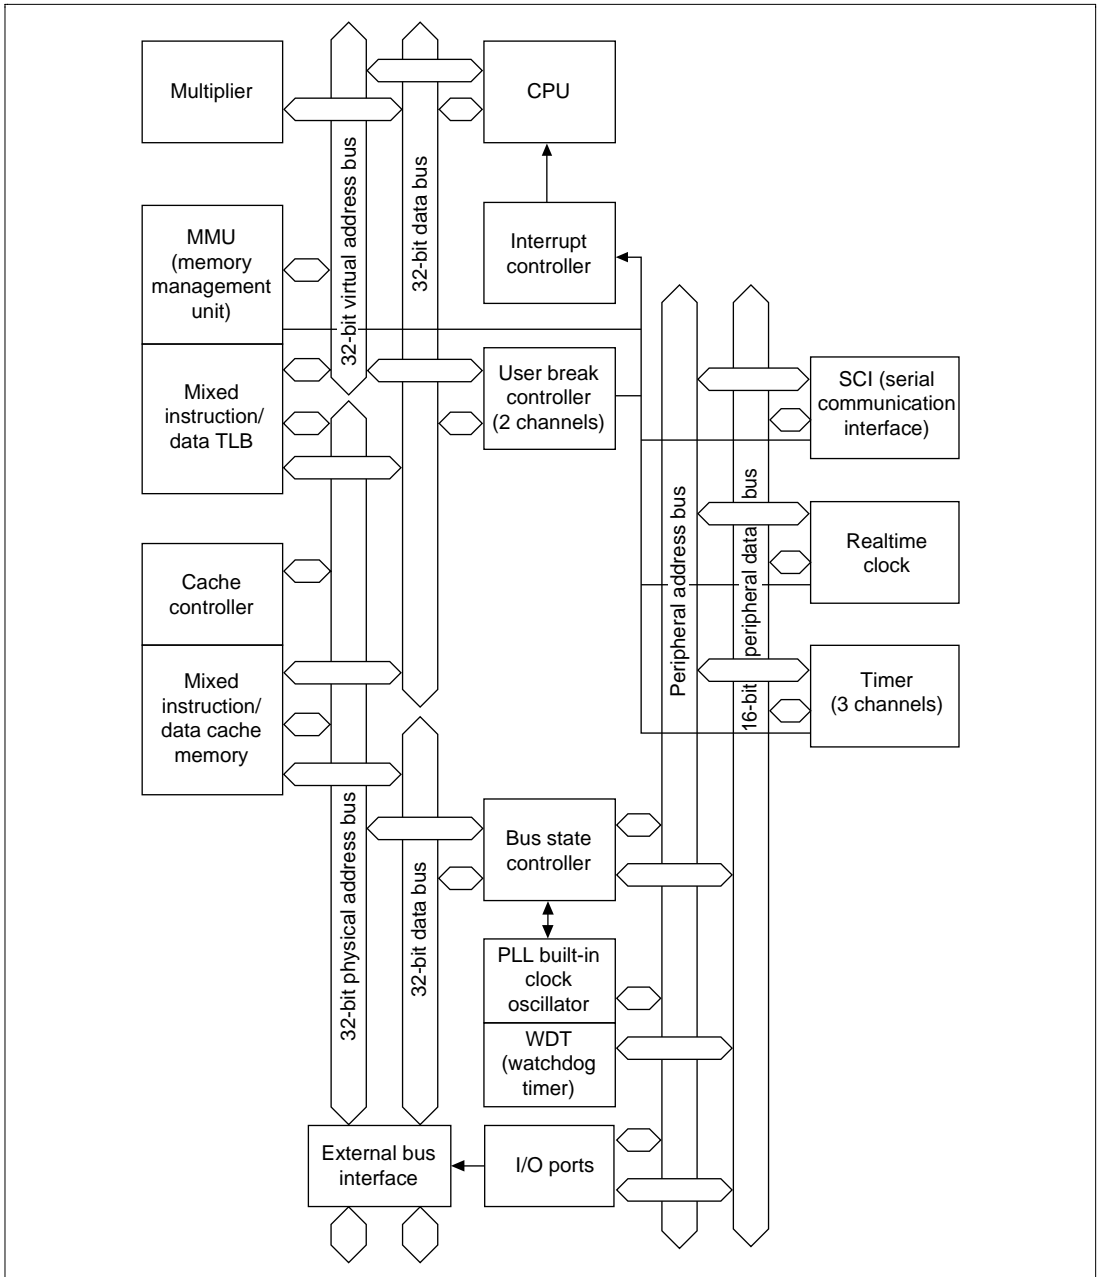 Multiplier
CPU
32-bit virtual address bus
32-bit data bus
MMU
(memory
management
unit)
Interrupt
controller
Mixed
instruction/
data TLB
User break
controller
(2 channels)
SCI (serial
communication
interface)
Peripheral address bus
16-bit peripheral data bus
Realtime
clock
Cache
controller
Mixed
instruction/
data cache
memory
Timer
(3 channels)
32-bit physical address bus
32-bit data bus
Bus state
controller
PLL built-in
clock
oscillator
WDT
(watchdog
timer)
External bus
interface
I/O ports